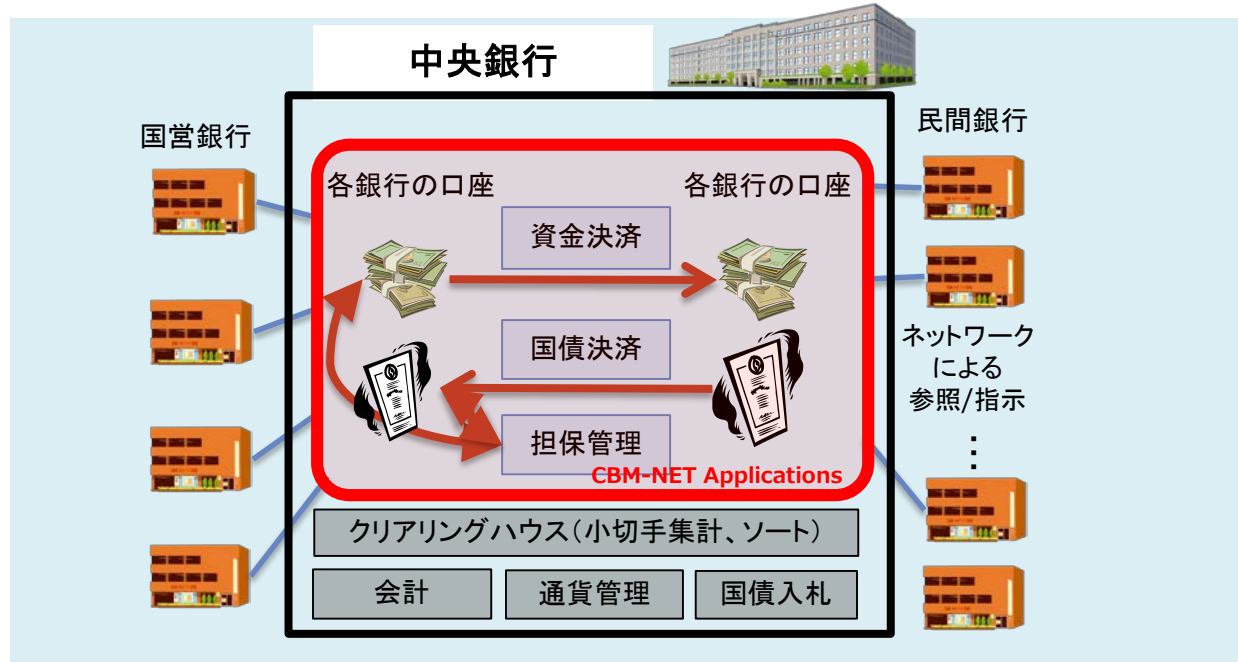 中央銀行
国営銀行
民間銀行
各銀行の口座
各銀行の口座
資金決済
国債決済
担保管理
CBM-NET Applications
ネットワーク
による
参照/指示
クリアリングハウス(小切手集計、ソート)
会計
通貨管理
国債入札